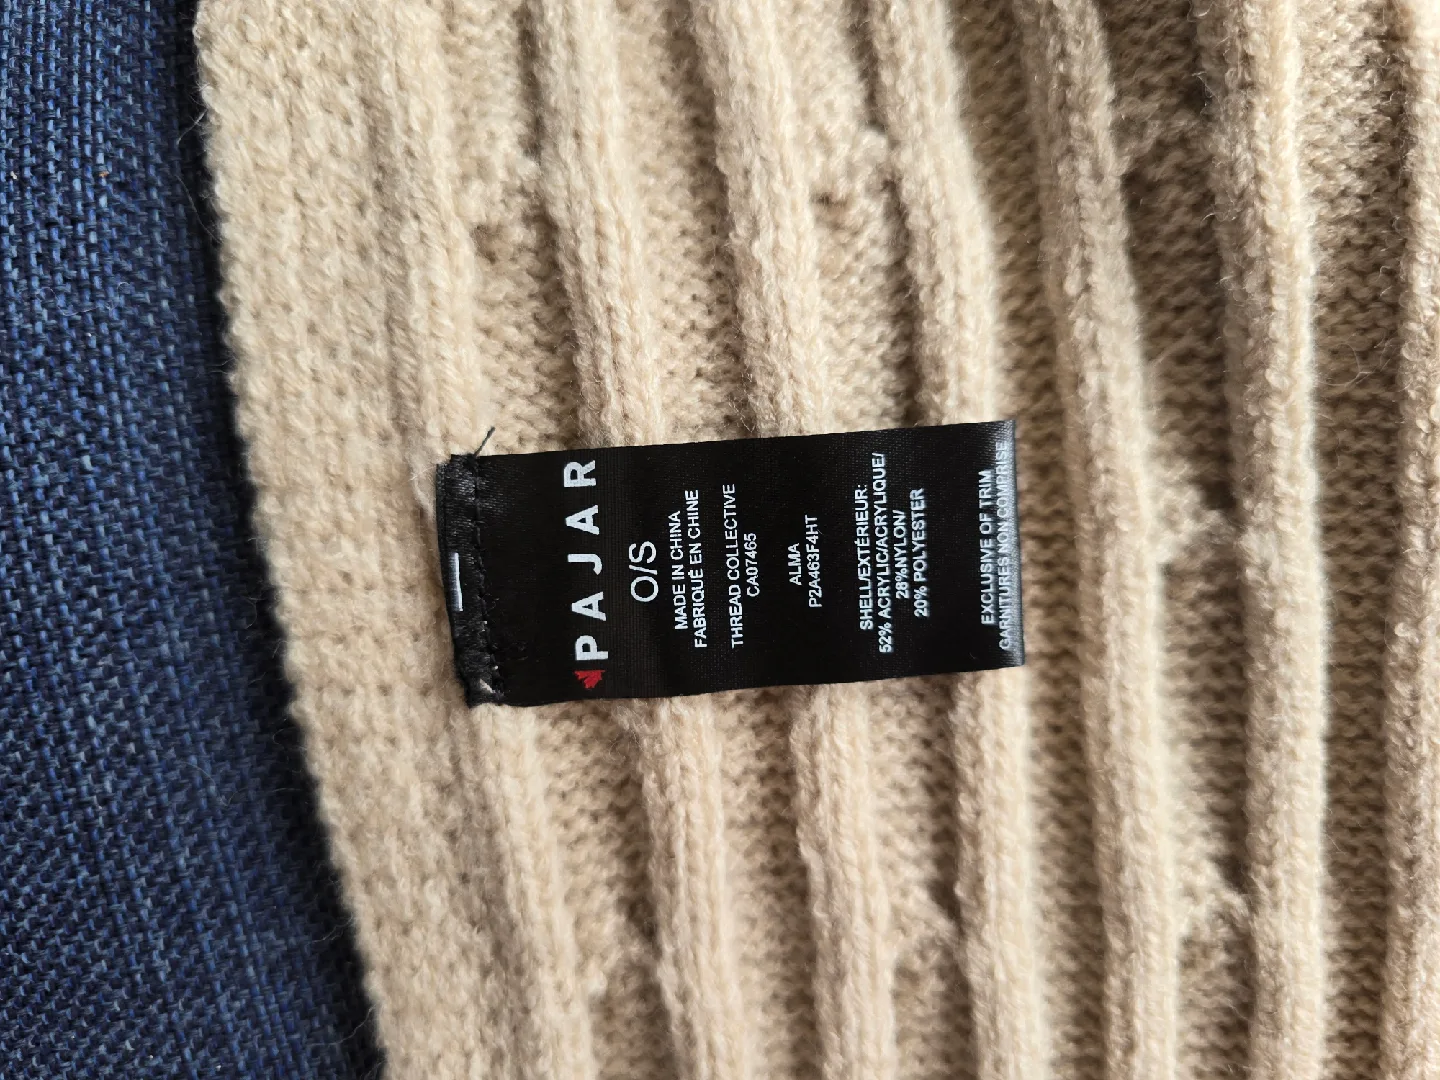 PAJAR
O/S
MADE IN CHINA
FABRIQUÉ EN CHINE
THREAD COLLECTIVE
CA07465
ALMA
P2A463F4HT
SHELL/EXTÉRIEUR:
52% ACRYLIC/ACRYLIQUE/
28%NYLON/
20% POLYESTER
EXCLUSIVE OF TRIM
GARNITURES NON COMPRISE